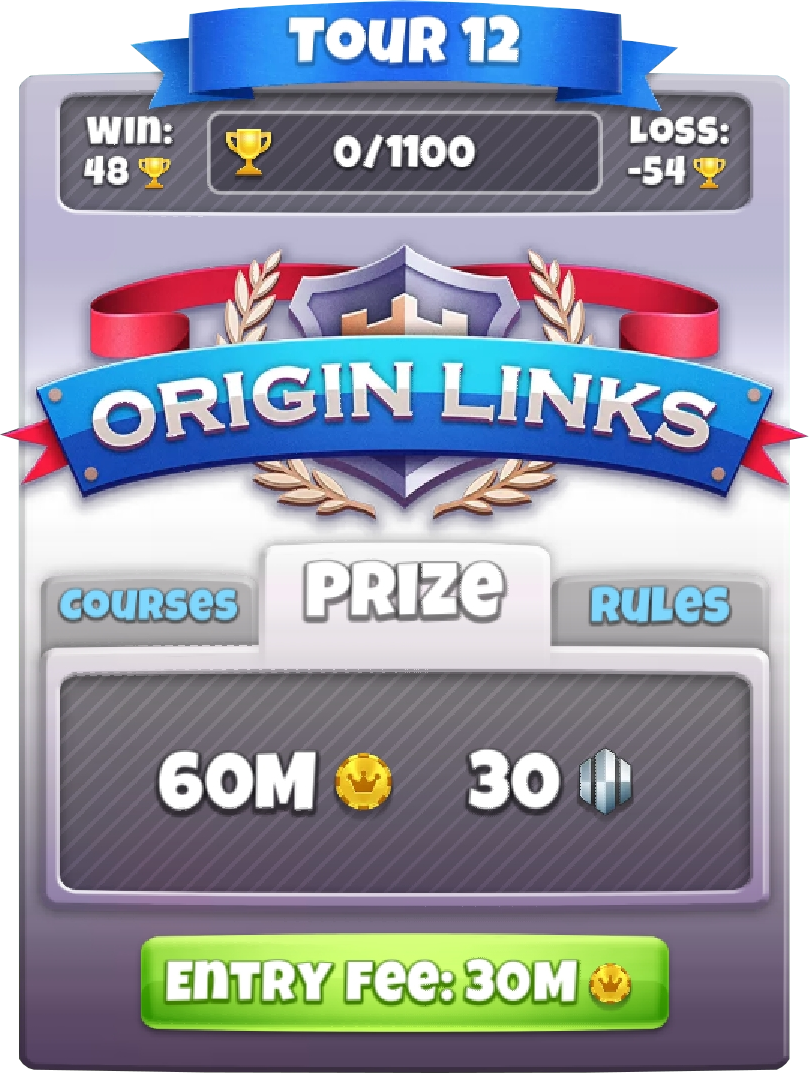 TOUR 12
WIN:
48
0/1100
LOSS:
-54
ORIGIN LINKS
COURSES
PRIZE
RULES
60M
30
ENTRY FEE: 30M